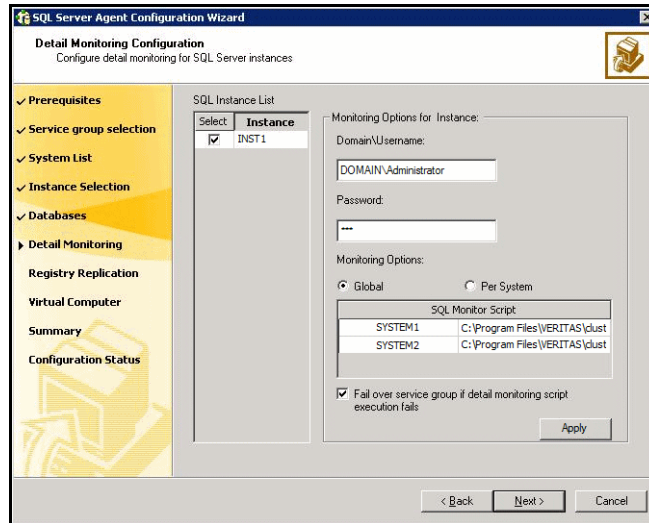 SQL Server Agent Configuration Wizard
Detail Monitoring Configuration
Configure detail monitoring for SQL Server instances
Prerequisites
Service group selection
System List
Instance Selection
Databases
Detail Monitoring
Registry Replication
Virtual Computer
Summary
Configuration Status
SQL Instance List
Select Instance
INST1
Monitoring Options for Instance:
Domain\Username:
DOMAIN\Administrator
Password:
***
Monitoring Options:
Global Per System
SQL Monitor Script
SYSTEM1 C:\Program Files\VERITAS\clust
SYSTEM2 C:\Program Files\VERITAS\clust
Fail over service group if detail monitoring script
execution fails
Apply
< Back Next > Cancel